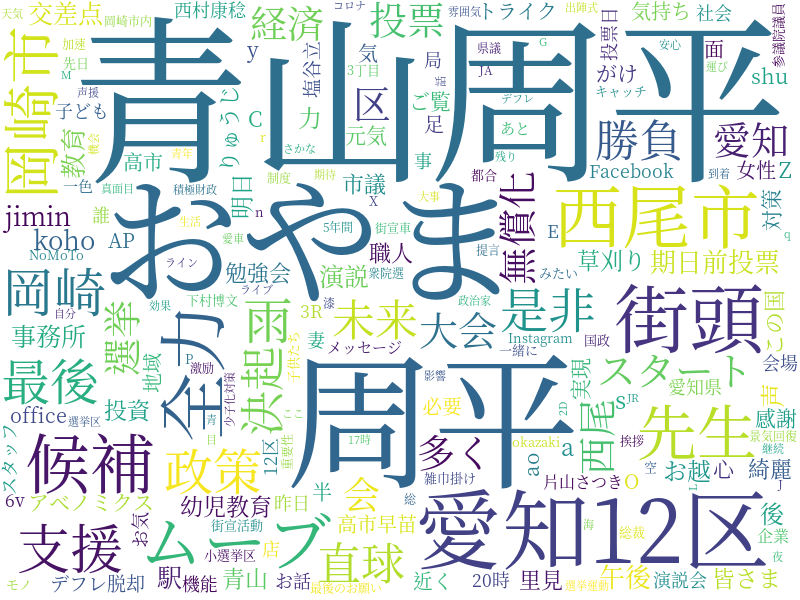 天気
交差点
岡崎市内
西村康稔
経済
コロナ
投票
雰囲気
トライク
出陣式
気持ち
社会
参議院議員
岡崎市
加速
先日
M
声援
子ども
教育
機会
青山周平
y
気
3丁目
塩谷立
局
県議
JA
G
デフレ
投票日
面
安心
運び
がけ
shu
キャッチ
りゅうじ
C
区
力
元気
ご覧
足
あと
残り
勝負
愛知
到着
Facebook
女性
Z
高市
青年
r
さかな
事
都合
一色
真面目
積極財政
明日
制度
期待
市議
X
大事
無償化
西尾市
対策
jimin
誰
生活
n
おやま
5年間
街宣車
職人
提言
E
q
koho
AP
愛車
NoMoTo
ライン
勉強会
ライブ
演説
衆院選
みたい
草刈り
期日前投票
この国
岡崎
自分
選挙
効果
下村博文
3R
漆
政治家
是非
街頭
事務所
地域
全力
P
雨
妻
未来
大会
Instagram
国政
メッセージ
一緒に
会場
最後
激励
少子化対策
決起
子供たち
周平
影響
スタート
実現
愛知県
声
office
選挙区
投資
青
目
12区
ここ
重要性
必要
2D
JR
s
先生
感謝
景気回復
継続
スタッフ
候補
政策
17時
多く
okazaki
挨拶
a
西尾
空
お越
心
綺麗
J
6v
アベノミクス
幼児教育
昨日
半
会
雑巾掛け
総
ao
片山さつき
O
L
愛知12区
後
企業
支援
お気
ムーブ
街宣活動
小選挙区
店
高市早苗
直球
海
総裁
夜
モノ
デフレ脱却
駅
機能
青山
お話
最後のお願い
近く
20時
里見
選挙運動
午後
演説会
皆さま